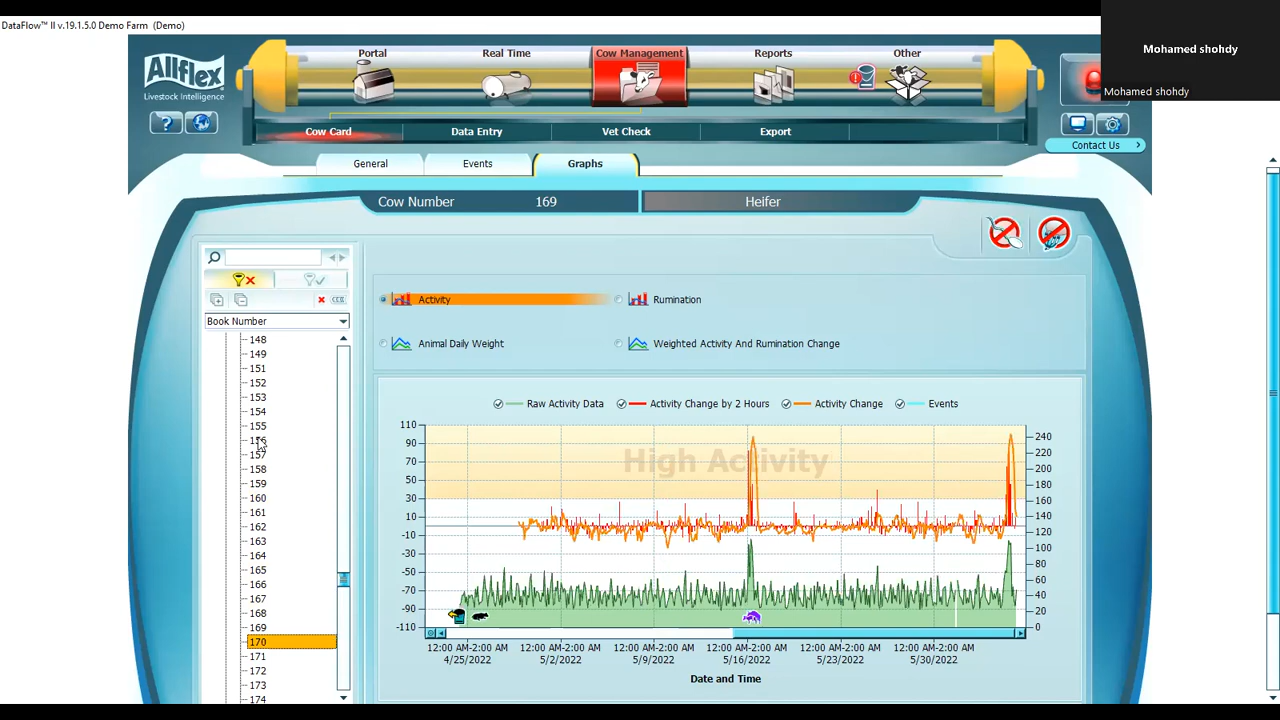 DataFlow™ II v.19.1.5.0 Demo Farm (Demo)
Mohamed shohdy
Mohamed shohdy
Allflex
Livestock Intelligence
Portal
Real Time
Cow Management
Reports
Other
?
Cow Card
Data Entry
Vet Check
Export
Contact Us
General
Events
Graphs
Cow Number 169
Heifer
Book Number
148
149
151
152
153
154
155
156
157
158
159
160
161
162
163
164
165
166
167
168
169
170
171
172
173
174
Activity
Rumination
Animal Daily Weight
Weighted Activity And Rumination Change
Raw Activity Data
Activity Change by 2 Hours
Activity Change
Events
High Activity
110
90
70
50
30
10
-10
-30
-50
-70
-90
-110
240
220
200
180
160
140
120
100
80
60
40
20
0
12:00 AM-2:00 AM 12:00 AM-2:00 AM 12:00 AM-2:00 AM 12:00 AM-2:00 AM 12:00 AM-2:00 AM 12:00 AM-2:00 AM
4/25/2022 5/2/2022 5/9/2022 5/16/2022 5/23/2022 5/30/2022
Date and Time